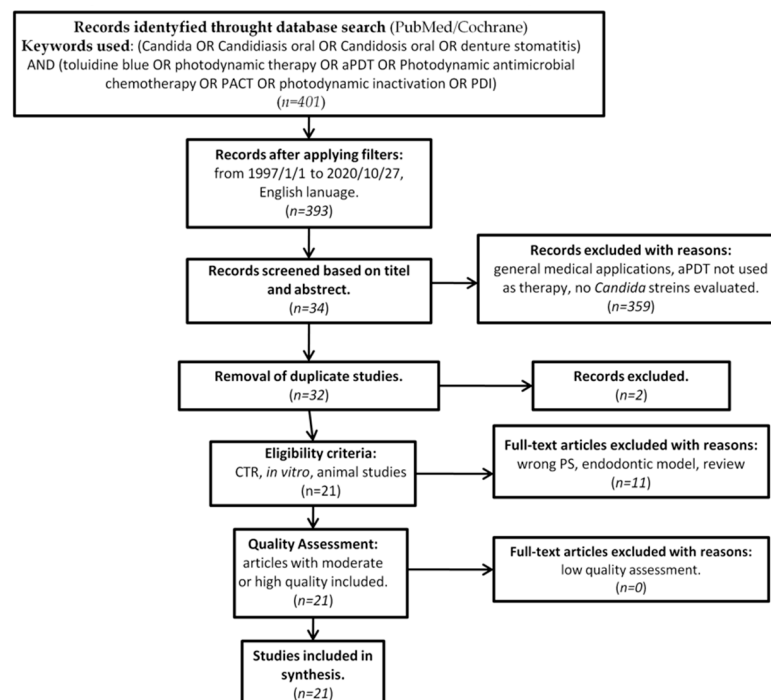 Records identyfied throught database search (PubMed/Cochrane)
Keywords used: (Candida OR Candidiasis oral OR Candidosis oral OR denture stomatitis)
AND (toluidine blue OR photodynamic therapy OR aPDT OR Photodynamic antimicrobial
chemotherapy OR PACT OR photodynamic inactivation OR PDI)
(n=401)
Records after applying filters:
from 1997/1/1 to 2020/10/27,
English lanuage.
(n=393)
Records screened based on titel
and abstrect.
(n=34)
Records excluded with reasons:
general medical applications, aPDT not used
as therapy, no Candida streins evaluated.
(n=359)
Removal of duplicate studies.
(n=32)
Records excluded.
(n=2)
Eligibility criteria:
CTR, in vitro, animal studies
(n=21)
Full-text articles excluded with reasons:
wrong PS, endodontic model, review
(n=11)
Quality Assessment:
articles with moderate
or high quality included.
(n=21)
Full-text articles excluded with reasons:
low quality assessment.
(n=0)
Studies included in
synthesis.
(n=21)